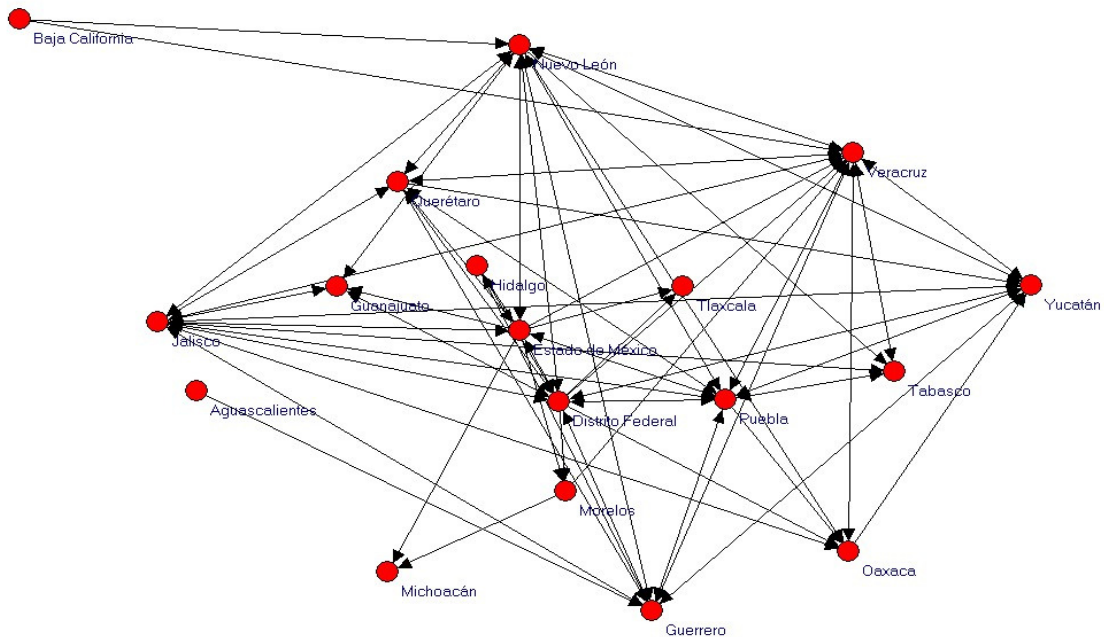 Baja California
Nuevo León
Veracruz
Querétaro
Hidalgo
Guanajuato
Tlaxcala
Yucatán
Jalisco
Estado de México
Tabasco
Aguascalientes
Distrito Federal
Puebla
Morelos
Oaxaca
Michoacán
Guerrero